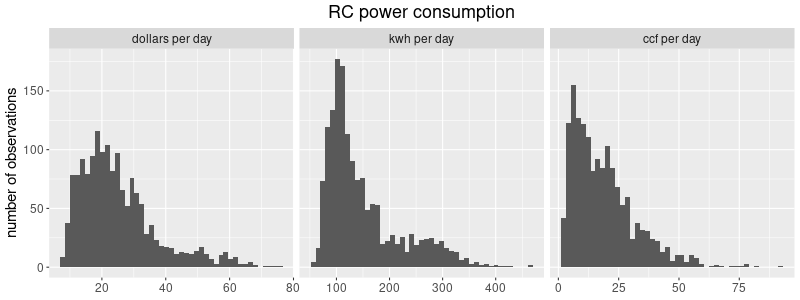 RC power consumption
dollars per day
kwh per day
ccf per day
number of observations
150
100
50
0
20 40 60 80
100 200 300 400
0 25 50 75